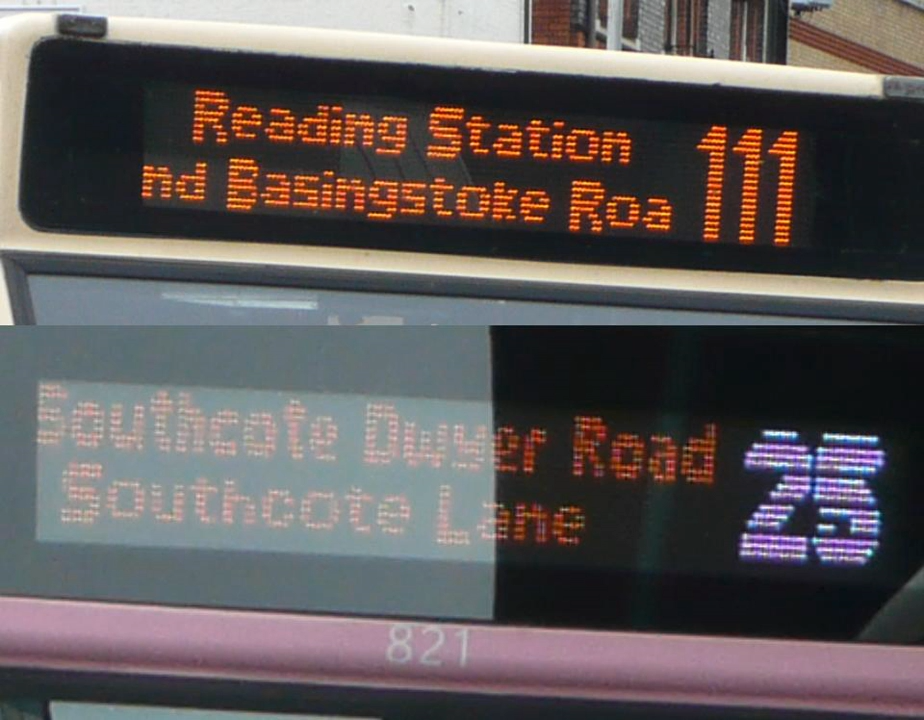 Reading Station
nd Basingstoke Roa
111
Southcote Dwyer Road
Southcote Lane
25
821